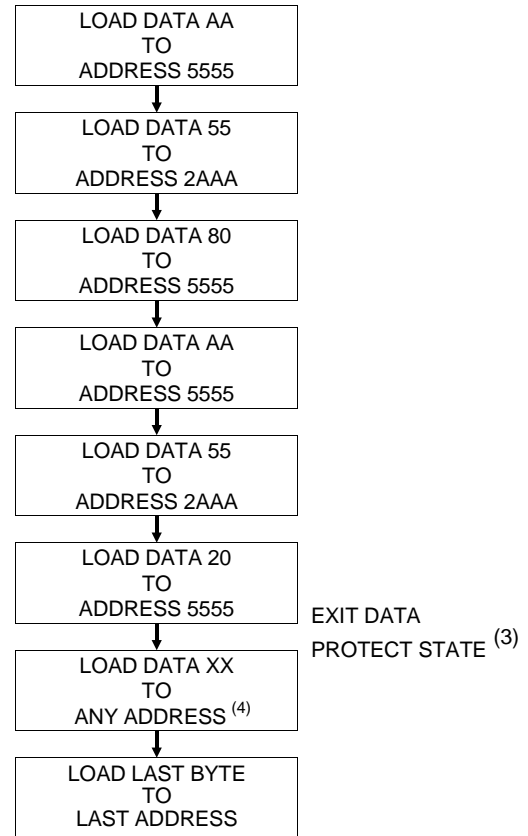 LOAD DATA AA
TO
ADDRESS 5555
LOAD DATA 55
TO
ADDRESS 2AAA
LOAD DATA 80
TO
ADDRESS 5555
LOAD DATA AA
TO
ADDRESS 5555
LOAD DATA 55
TO
ADDRESS 2AAA
LOAD DATA 20
TO
ADDRESS 5555
EXIT DATA
PROTECT STATE (3)
LOAD DATA XX
TO
ANY ADDRESS (4)
LOAD LAST BYTE
TO
LAST ADDRESS